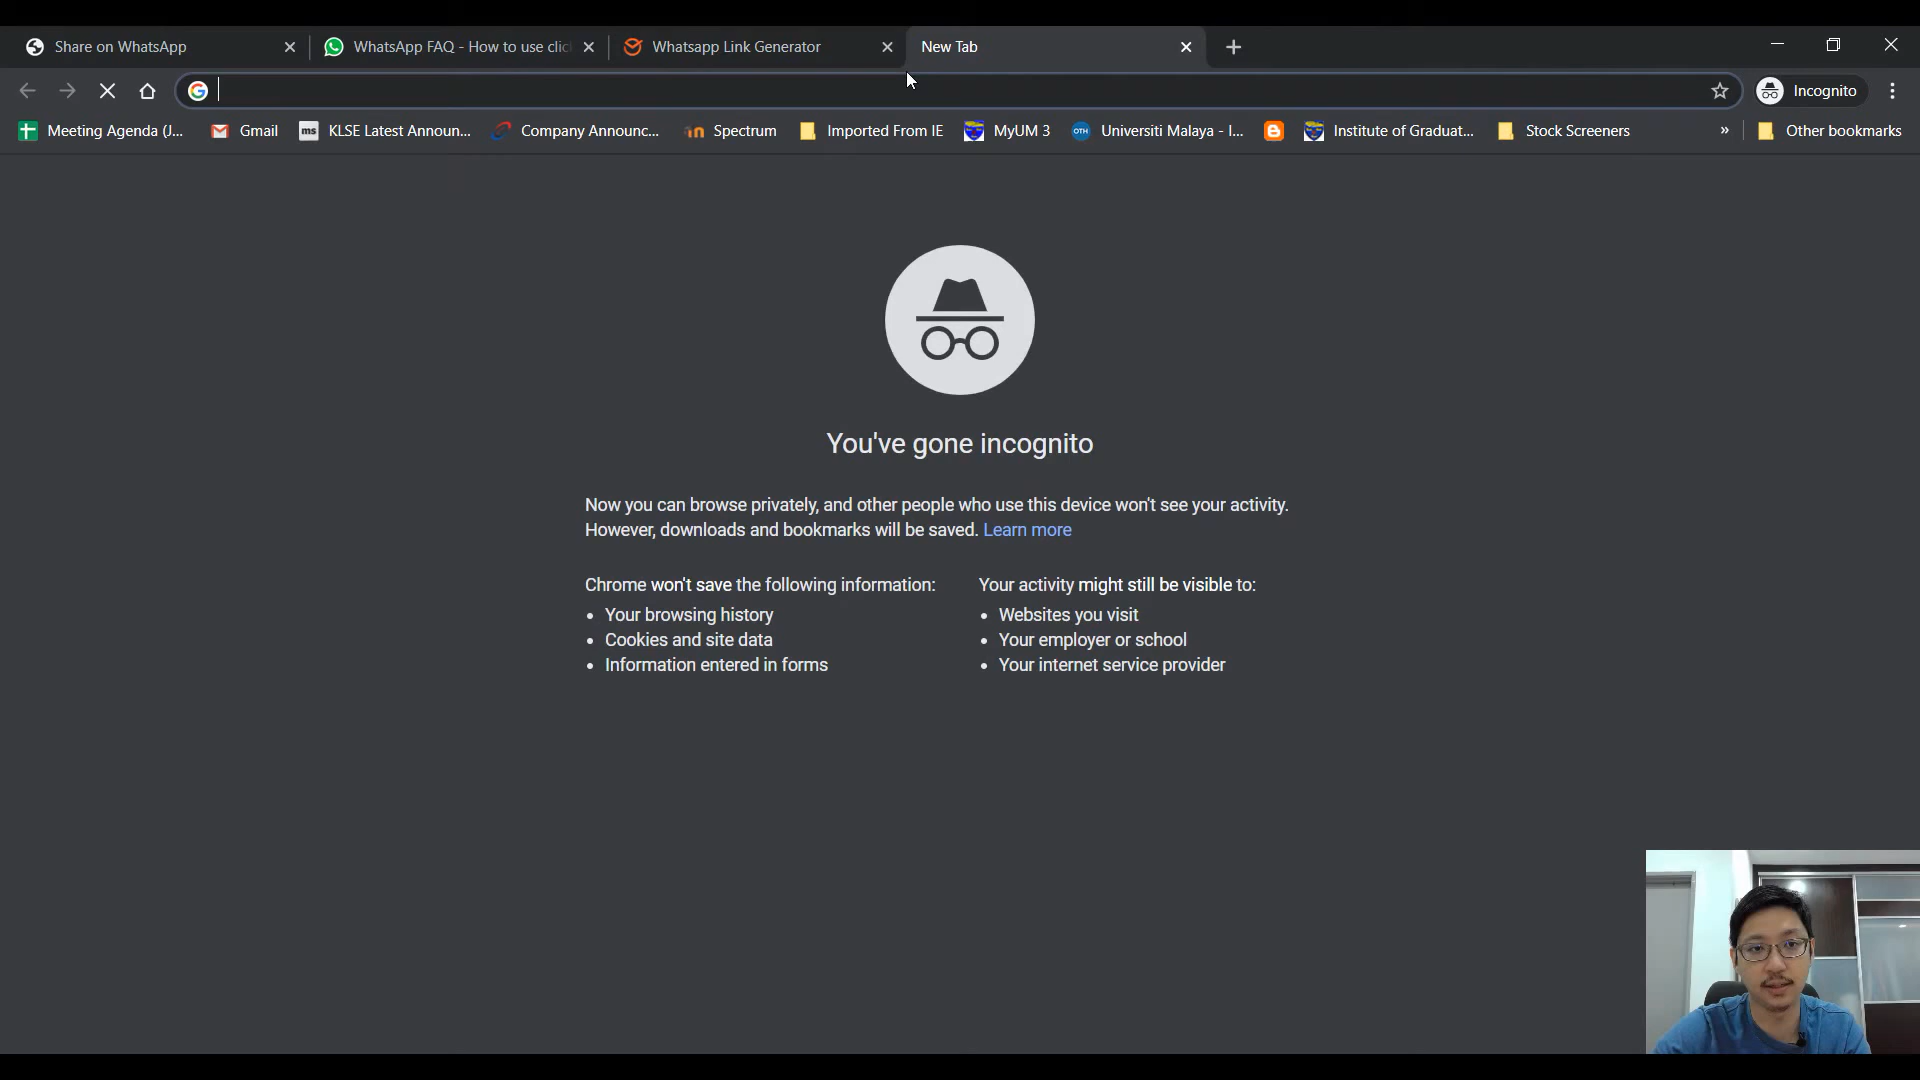 Share on WhatsApp
WhatsApp FAQ - How to use clic
Whatsapp Link Generator
New Tab
Incognito
Meeting Agenda (J...
Gmail
ms
KLSE Latest Announ...
Company Announc...
Spectrum
Imported From IE
MyUM 3
OTH
Universiti Malaya - I...
Institute of Graduat...
Stock Screeners
»
Other bookmarks
You've gone incognito
Now you can browse privately, and other people who use this device won't see your activity.
However, downloads and bookmarks will be saved. Learn more
Chrome won't save the following information:
• Your browsing history
• Cookies and site data
• Information entered in forms
Your activity might still be visible to:
• Websites you visit
• Your employer or school
• Your internet service provider